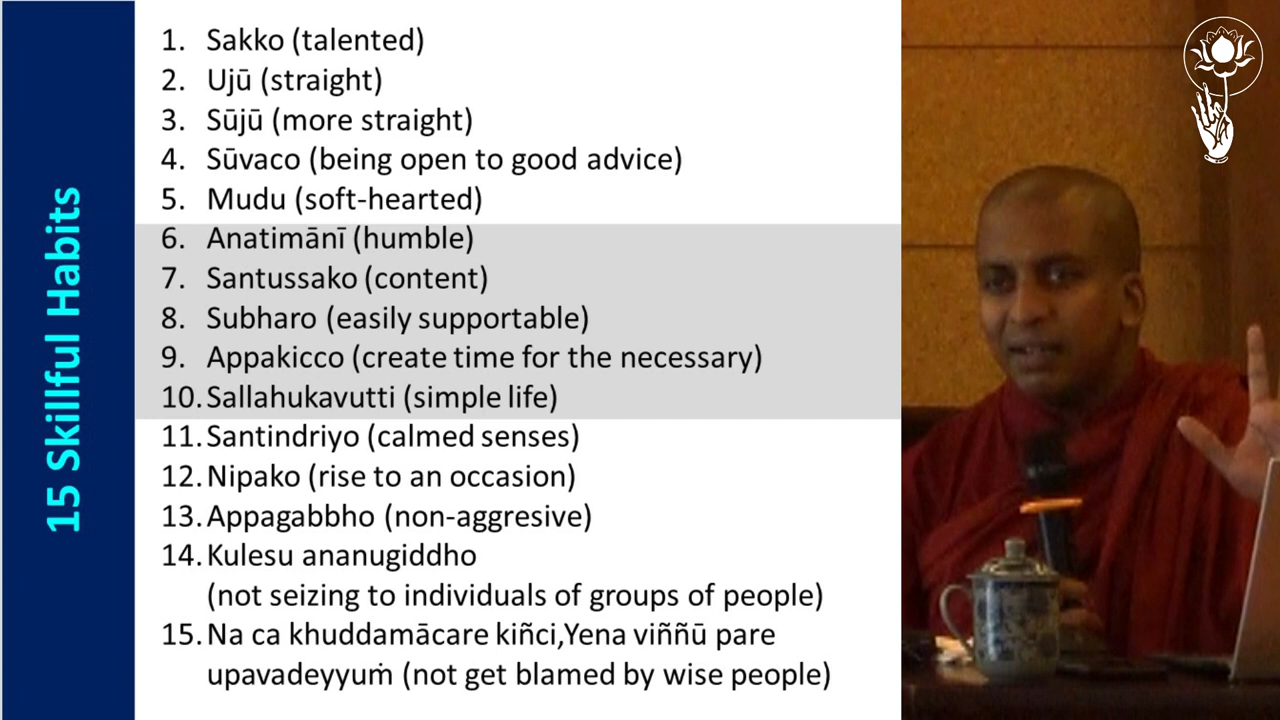 15 Skillful Habits
1. Sakko (talented)
2. Ujū (straight)
3. Sūjū (more straight)
4. Sūvaco (being open to good advice)
5. Mudu (soft-hearted)
6. Anatimānī (humble)
7. Santussako (content)
8. Subharo (easily supportable)
9. Appakicco (create time for the necessary)
10. Sallahukavutti (simple life)
11. Santindriyo (calmed senses)
12. Nipako (rise to an occasion)
13. Appagabbho (non-aggresive)
14. Kulesu ananugiddho
(not seizing to individuals of groups of people)
15. Na ca khuddamācare kiñci,Yena viññū pare
upavadeyyuṁ (not get blamed by wise people)